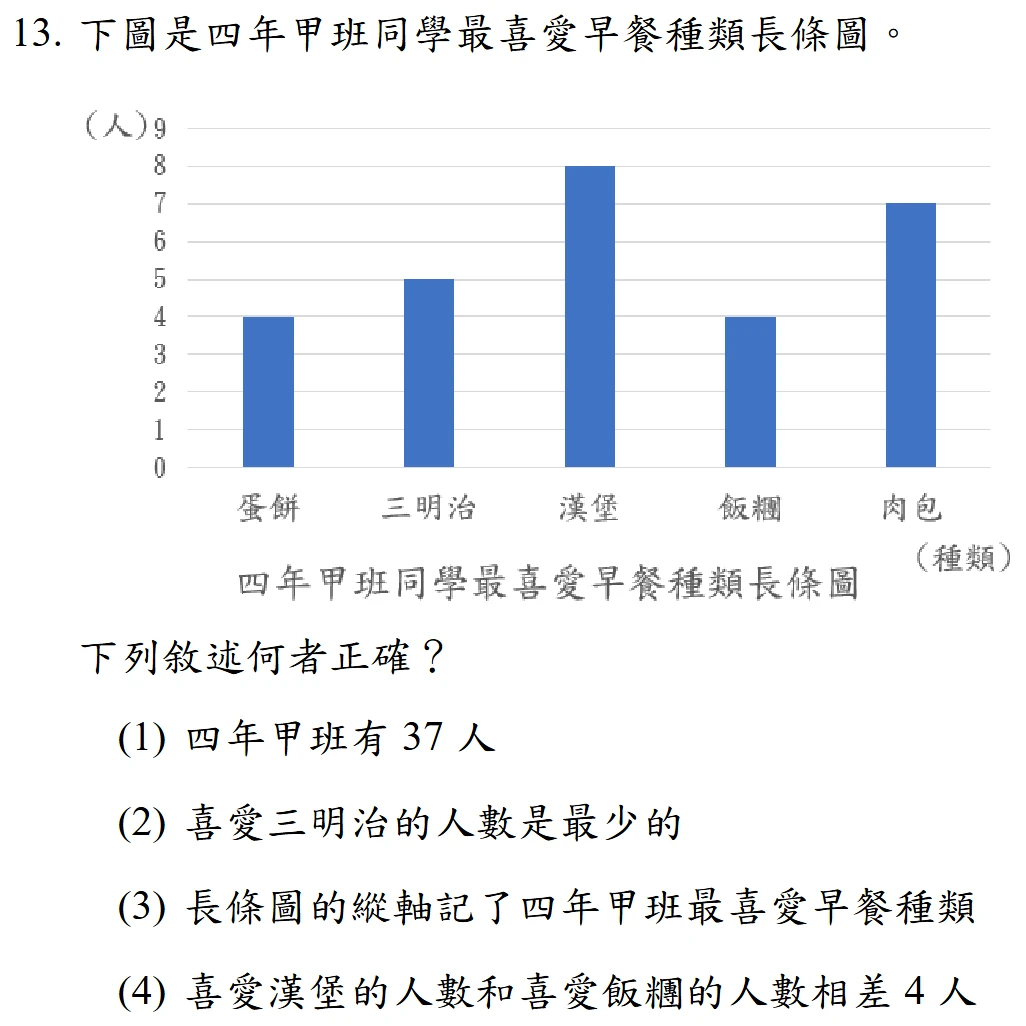 13. 下圖是四年甲班同學最喜愛早餐種類長條圖。
（人）
9
8
7
6
5
4
3
2
1
0
蛋餅 三明治 漢堡 飯糰 肉包
（種類）
四年甲班同學最喜愛早餐種類長條圖
下列敘述何者正確？
(1) 四年甲班有 37 人
(2) 喜愛三明治的人數是最少的
(3) 長條圖的縱軸記了四年甲班最喜愛早餐種類
(4) 喜愛漢堡的人數和喜愛飯糰的人數相差 4 人